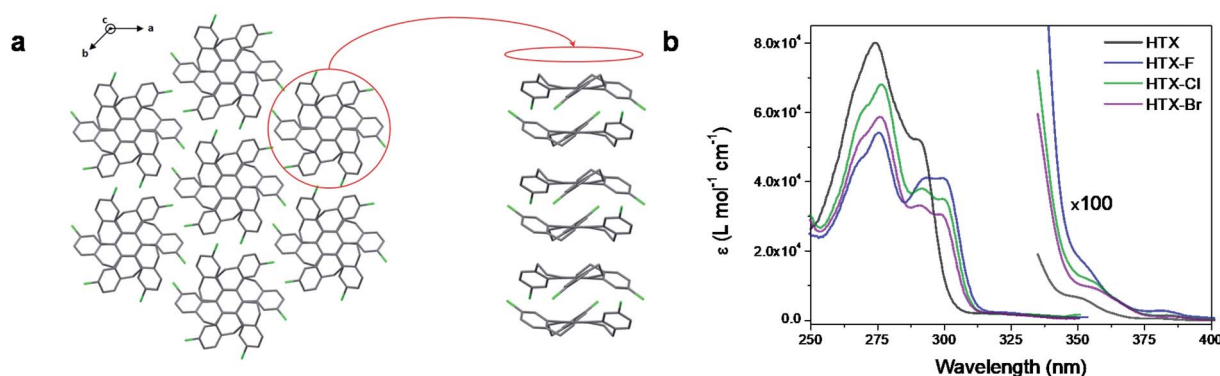 a
c
a
b
b
HTX
HTX-F
HTX-Cl
HTX-Br
x100
8.0x10⁴
6.0x10⁴
4.0x10⁴
2.0x10⁴
0.0
ε (L mol⁻¹ cm⁻¹)
250 275 300 325 350 375 400
Wavelength (nm)